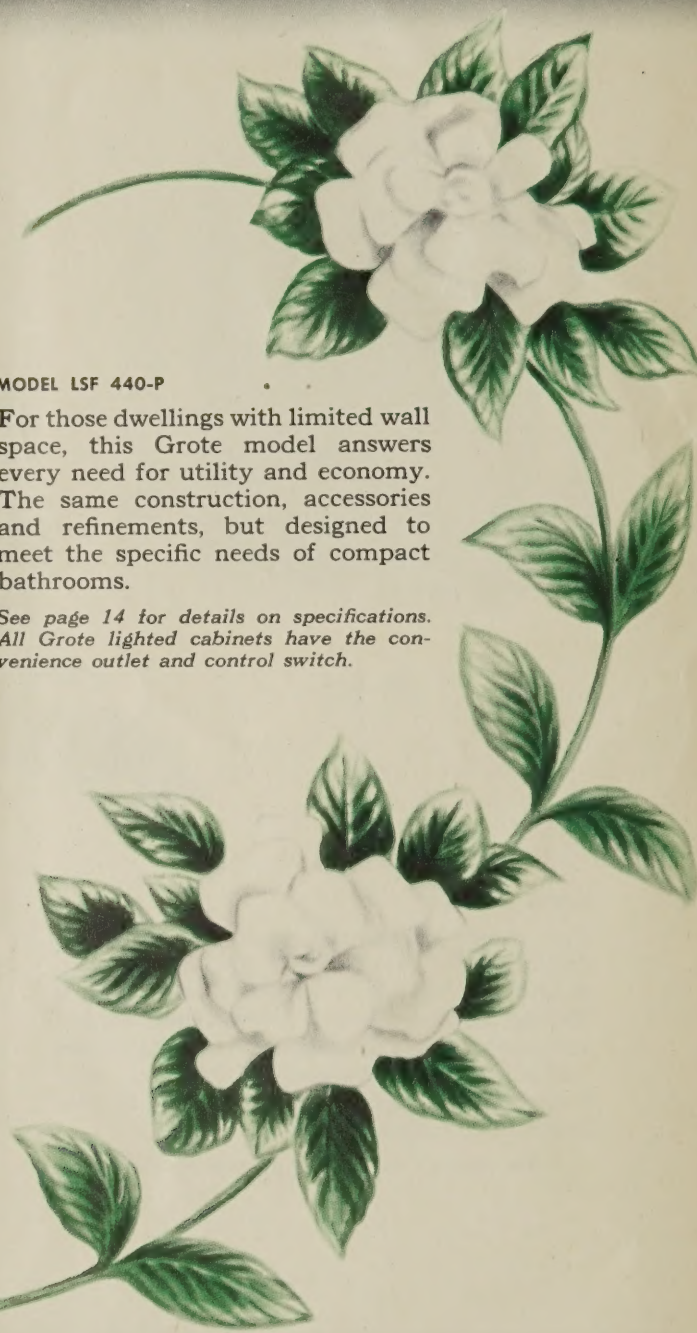 MODEL LSF 440-P
For those dwellings with limited wall
space, this Grote model answers
every need for utility and economy.
The same construction, accessories
and refinements, but designed to
meet the specific needs of compact
bathrooms.
See page 14 for details on specifications.
All Grote lighted cabinets have the con-
venience outlet and control switch.